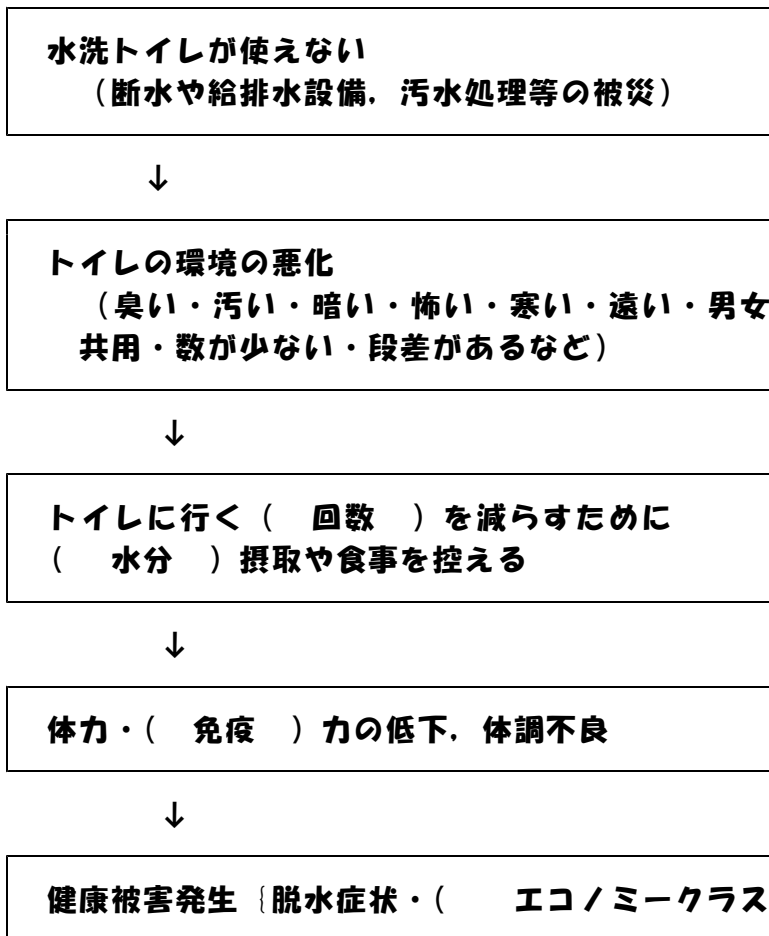 水洗トイレが使えない
（断水や給排水設備，汚水処理等の被災）
↓
トイレの環境の悪化
（臭い・汚い・暗い・怖い・寒い・遠い・男女
共用・数が少ない・段差があるなど）
↓
トイレに行く（　回数　）を減らすために
（　水分　）摂取や食事を控える
↓
体力・（　免疫　）力の低下，体調不良
↓
健康被害発生｛脱水症状・（　　エコノミークラス